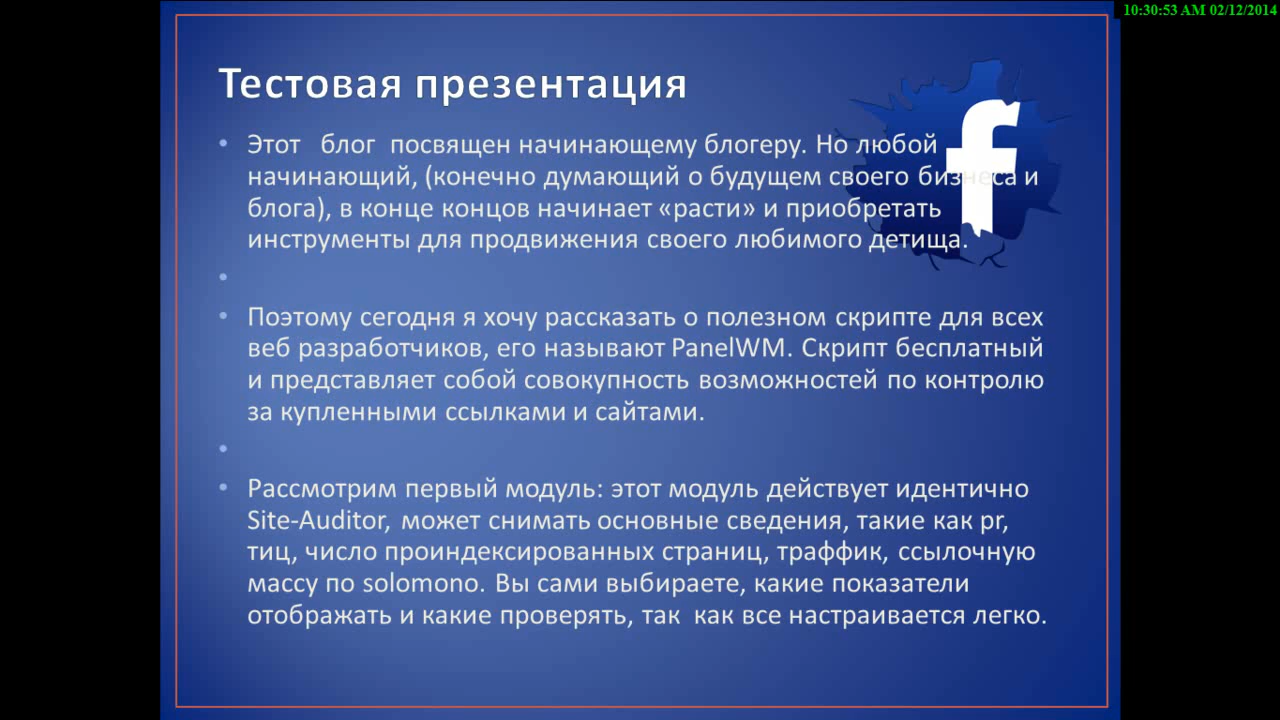 10:30:53 AM 02/12/2014
Тестовая презентация
• Этот блог посвящен начинающему блогеру. Но любой
начинающий, (конечно думающий о будущем своего бизнеса и
блога), в конце концов начинает «расти» и приобретать
инструменты для продвижения своего любимого детища.
•
• Поэтому сегодня я хочу рассказать о полезном скрипте для всех
веб разработчиков, его называют PanelWM. Скрипт бесплатный
и представляет собой совокупность возможностей по контролю
за купленными ссылками и сайтами.
•
• Рассмотрим первый модуль: этот модуль действует идентично
Site-Auditor, может снимать основные сведения, такие как pr,
тиц, число проиндексированных страниц, траффик, ссылочную
массу по solomono. Вы сами выбираете, какие показатели
отображать и какие проверять, так как все настраивается легко.
f